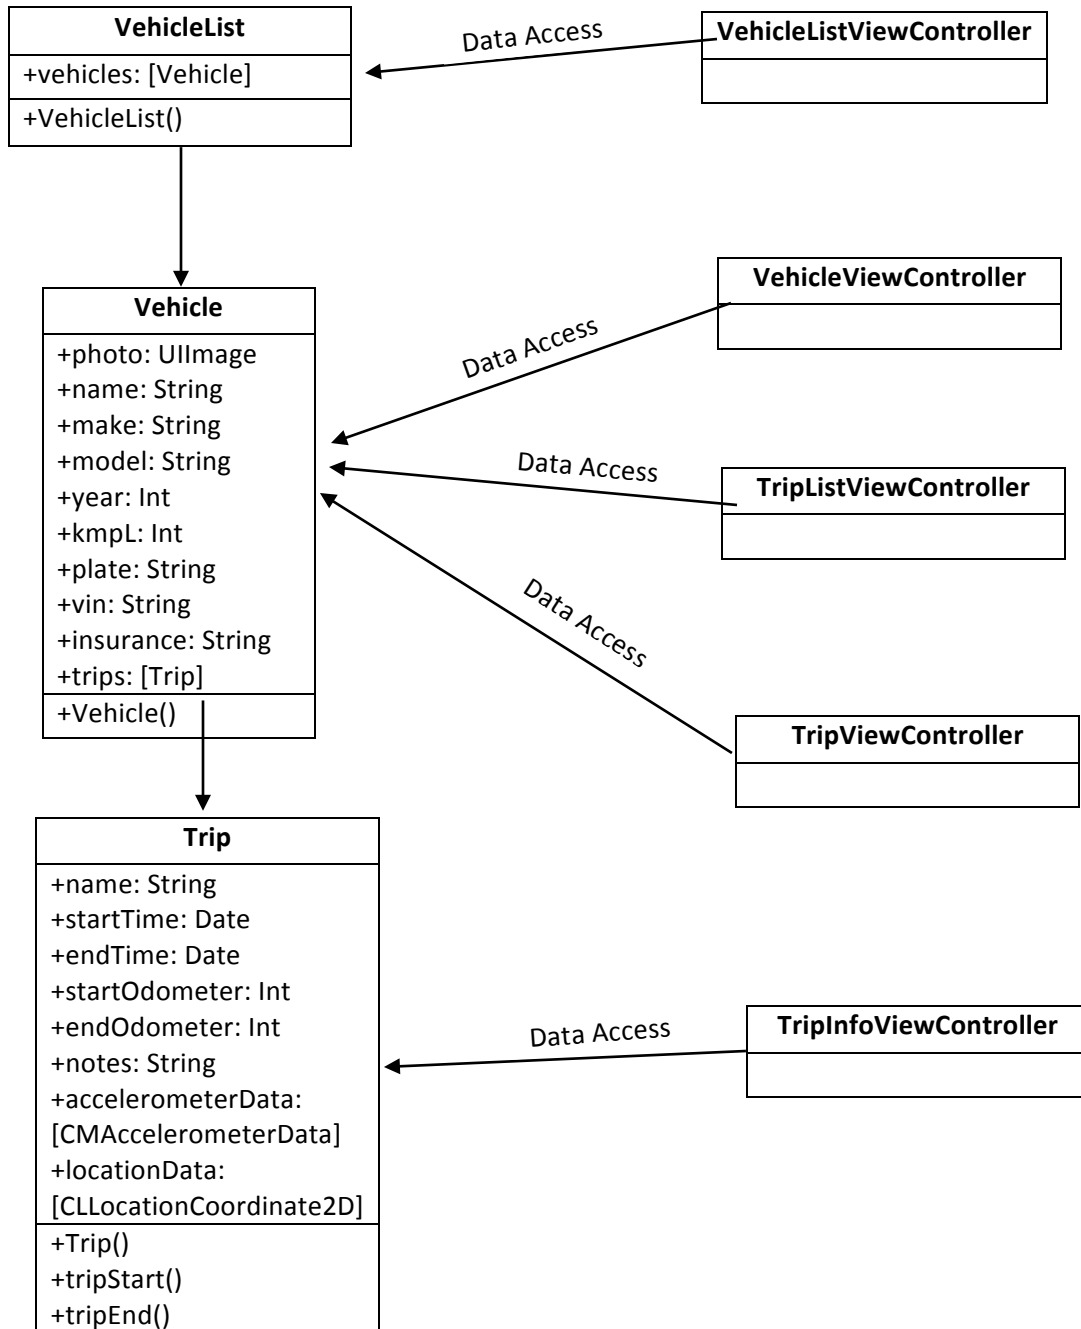 VehicleList
+vehicles: [Vehicle]
+VehicleList()
Data Access
VehicleListViewController
Vehicle
+photo: UIImage
+name: String
+make: String
+model: String
+year: Int
+kmpL: Int
+plate: String
+vin: String
+insurance: String
+trips: [Trip]
+Vehicle()
Data Access
VehicleViewController
Data Access
TripListViewController
Data Access
TripViewController
Trip
+name: String
+startTime: Date
+endTime: Date
+startOdometer: Int
+endOdometer: Int
+notes: String
+accelerometerData:
[CMAccelerometerData]
+locationData:
[CLLocationCoordinate2D]
+Trip()
+tripStart()
+tripEnd()
Data Access
TripInfoViewController